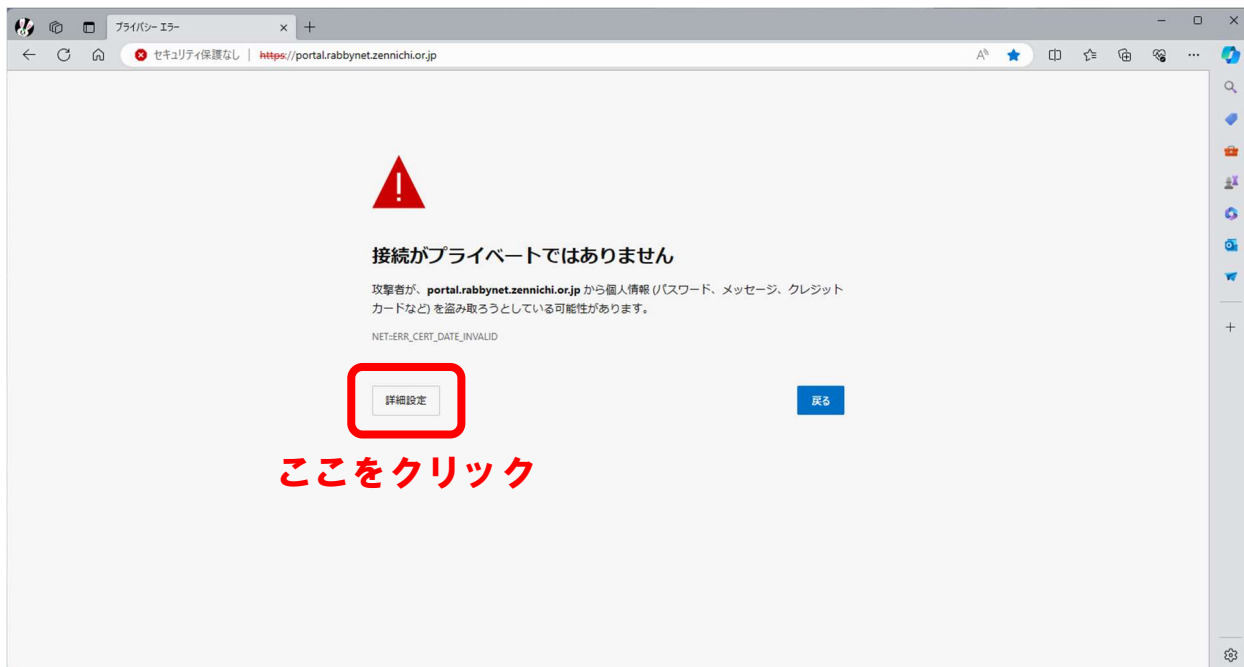 プライバシー エラー
セキュリティ保護なし | https://portal.rabbynet.zennichi.or.jp
接続がプライベートではありません
攻撃者が、portal.rabbynet.zennichi.or.jp から個人情報 (パスワード、メッセージ、クレジット
カードなど) を盗み取ろうとしている可能性があります。
NET::ERR_CERT_DATE_INVALID
詳細設定
戻る
ここをクリック